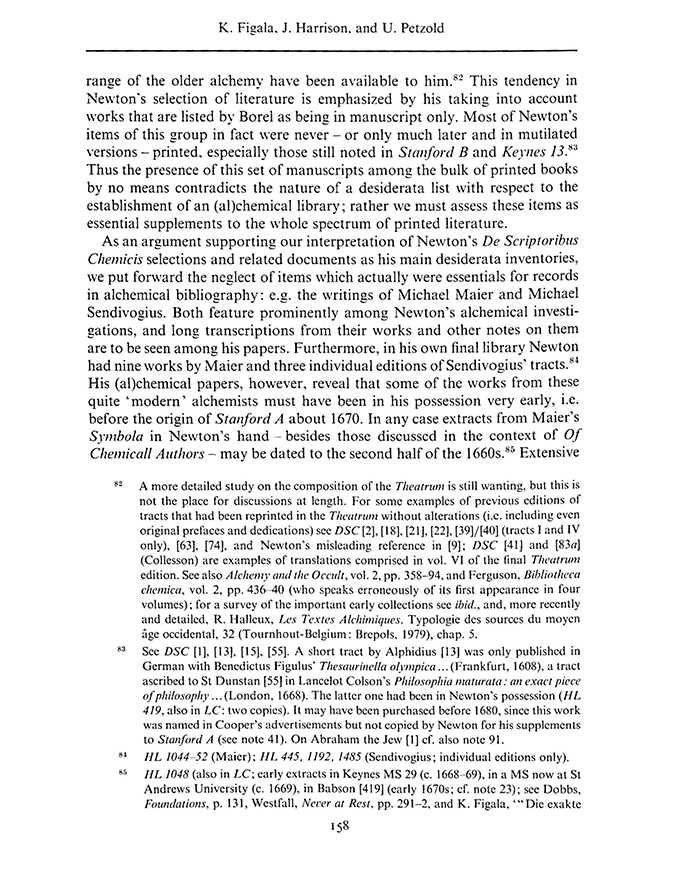 K. Figala, J. Harrison, and U. Petzold
range of the older alchemy have been available to him.⁸² This tendency in
Newton's selection of literature is emphasized by his taking into account
works that are listed by Borel as being in manuscript only. Most of Newton's
items of this group in fact were never – or only much later and in mutilated
versions – printed, especially those still noted in Stanford B and Keynes 13.⁸³
Thus the presence of this set of manuscripts among the bulk of printed books
by no means contradicts the nature of a desiderata list with respect to the
establishment of an (al)chemical library; rather we must assess these items as
essential supplements to the whole spectrum of printed literature.
As an argument supporting our interpretation of Newton's De Scriptoribus
Chemicis selections and related documents as his main desiderata inventories,
we put forward the neglect of items which actually were essentials for records
in alchemical bibliography: e.g. the writings of Michael Maier and Michael
Sendivogius. Both feature prominently among Newton's alchemical investi-
gations, and long transcriptions from their works and other notes on them
are to be seen among his papers. Furthermore, in his own final library Newton
had nine works by Maier and three individual editions of Sendivogius' tracts.⁸⁴
His (al)chemical papers, however, reveal that some of the works from these
quite 'modern' alchemists must have been in his possession very early, i.e.
before the origin of Stanford A about 1670. In any case extracts from Maier's
Symbola in Newton's hand – besides those discussed in the context of Of
Chemicall Authors – may be dated to the second half of the 1660s.⁸⁵ Extensive
⁸² A more detailed study on the composition of the Theatrum is still wanting, but this is
not the place for discussions at length. For some examples of previous editions of
tracts that had been reprinted in the Theatrum without alterations (i.e. including even
original prefaces and dedications) see DSC [2], [18], [21], [22], [39]/[40] (tracts I and IV
only), [63], [74], and Newton's misleading reference in [9]; DSC [41] and [83a]
(Collesson) are examples of translations comprised in vol. VI of the final Theatrum
edition. See also Alchemy and the Occult, vol. 2, pp. 358–94, and Ferguson, Bibliotheca
chemica, vol. 2, pp. 436–40 (who speaks erroneously of its first appearance in four
volumes); for a survey of the important early collections see ibid., and, more recently
and detailed, R. Halleux, Les Textes Alchimiques. Typologie des sources du moyen
âge occidental, 32 (Tournhout-Belgium: Brepols, 1979), chap. 5.
⁸³ See DSC [1], [13], [15], [55]. A short tract by Alphidius [13] was only published in
German with Benedictus Figulus' Thesaurinella olympica... (Frankfurt, 1608), a tract
ascribed to St Dunstan [55] in Lancelot Colson's Philosophia maturata: an exact piece
of philosophy... (London, 1668). The latter one had been in Newton's possession (HL
419, also in LC: two copies). It may have been purchased before 1680, since this work
was named in Cooper's advertisements but not copied by Newton for his supplements
to Stanford A (see note 41). On Abraham the Jew [1] cf. also note 91.
⁸⁴ HL 1044–52 (Maier); HL 445, 1192, 1485 (Sendivogius; individual editions only).
⁸⁵ HL 1048 (also in LC; early extracts in Keynes MS 29 (c. 1668–69), in a MS now at St
Andrews University (c. 1669), in Babson [419] (early 1670s; cf. note 23); see Dobbs,
Foundations, p. 131, Westfall, Never at Rest, pp. 291–2, and K. Figala, '"Die exakte
158